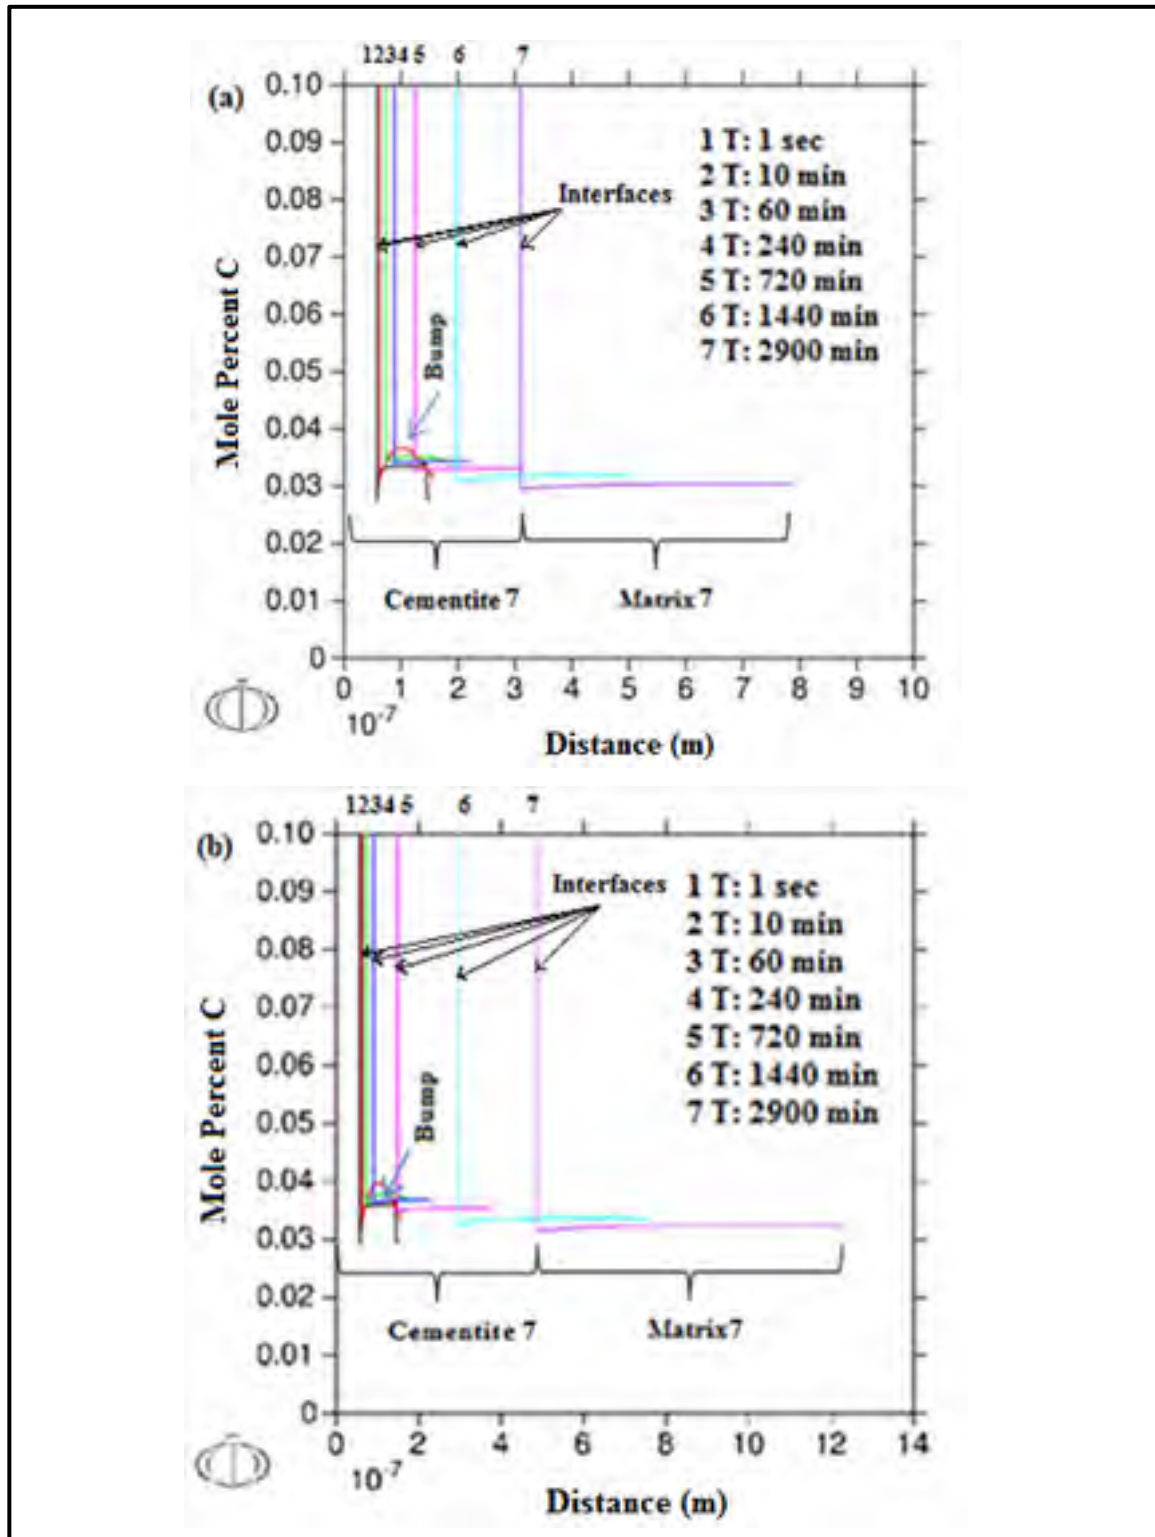 1234 5 6 7
(a)
0.10
1 T: 1 sec
0.09
2 T: 10 min
Interfaces
0.08
3 T: 60 min
4 T: 240 min
0.07
5 T: 720 min
0.06
6 T: 1440 min
Bump
7 T: 2900 min
0.05
Mole Percent C
0.04
0.03
0.02
Cementite 7 Matrix 7
0.01
0
0 1 2 3 4 5 6 7 8 9 10
10-7
Distance (m)
1234 5 6 7
(b)
0.10
Interfaces
1 T: 1 sec
0.09
2 T: 10 min
0.08
3 T: 60 min
4 T: 240 min
0.07
5 T: 720 min
0.06
6 T: 1440 min
Bump
7 T: 2900 min
0.05
Mole Percent C
0.04
0.03
0.02
Cementite 7 Matrix7
0.01
0
0 2 4 6 8 10 12 14
10-7
Distance (m)